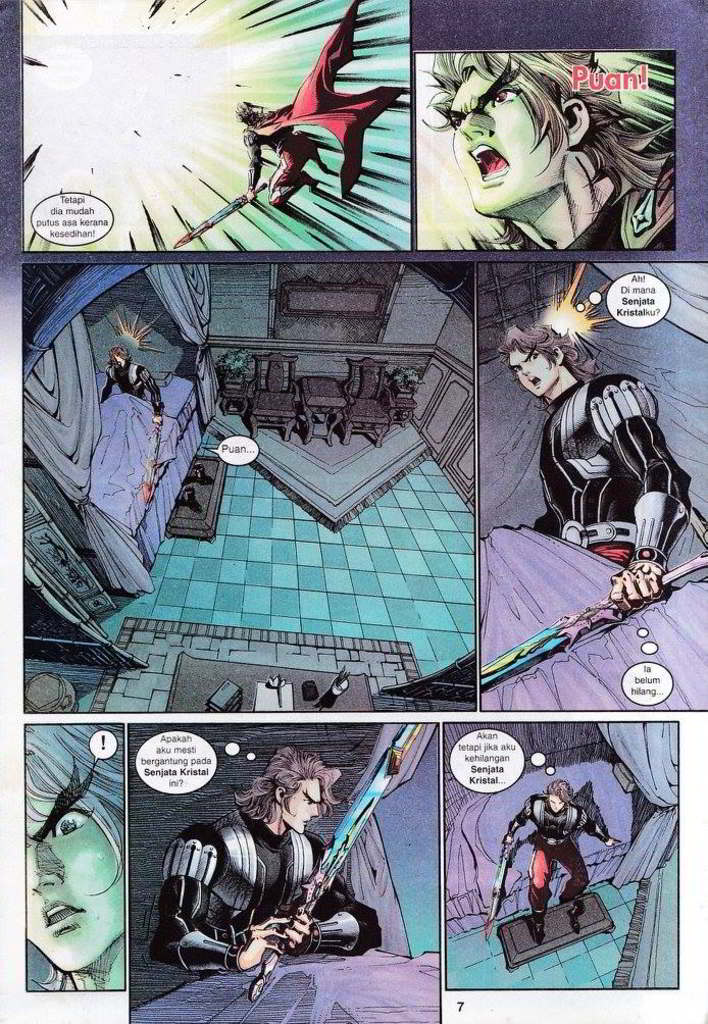 Tetapi
dia mudah
putus asa kerana
kesedihan!
Puan!
Puan...
Ah!
Di mana
Senjata
Kristalku?
Ia
belum
hilang...
!
Apakah
aku mesti
bergantung pada
Senjata Kristal
ini?
Akan
tetapi jika aku
kehilangan
Senjata
Kristal...
7